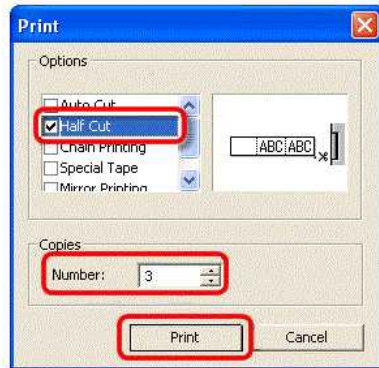 Print
Options
Auto Cut
Half Cut
Chain Printing
Special Tape
Mirror Printing
ABC ABC
Copies
Number: 3
Print Cancel